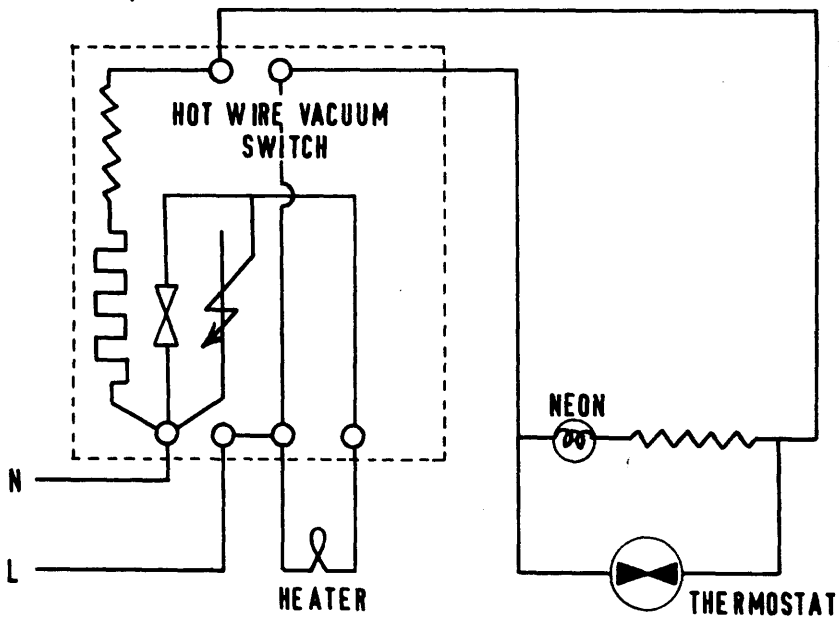 HOT WIRE VACUUM
SWITCH
NEON
N
L
HEATER
THERMOSTAT